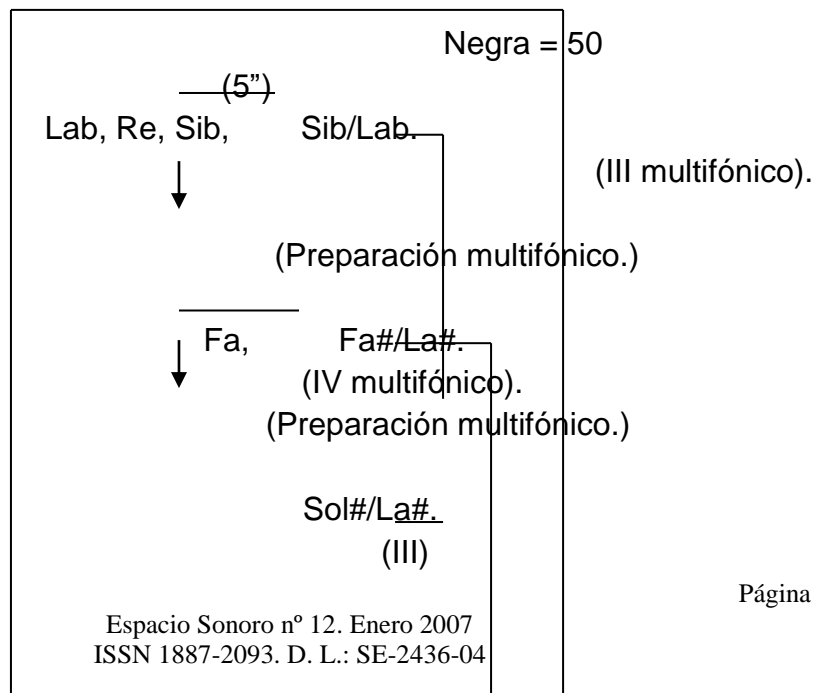 Negra = 50
(5”)
Lab, Re, Sib, Sib/Lab.
(III multifónico).
(Preparación multifónico.)
Fa, Fa#/La#.
(IV multifónico).
(Preparación multifónico.)
Sol#/La#.
(III)
Página
Espacio Sonoro nº 12. Enero 2007
ISSN 1887-2093. D. L.: SE-2436-04